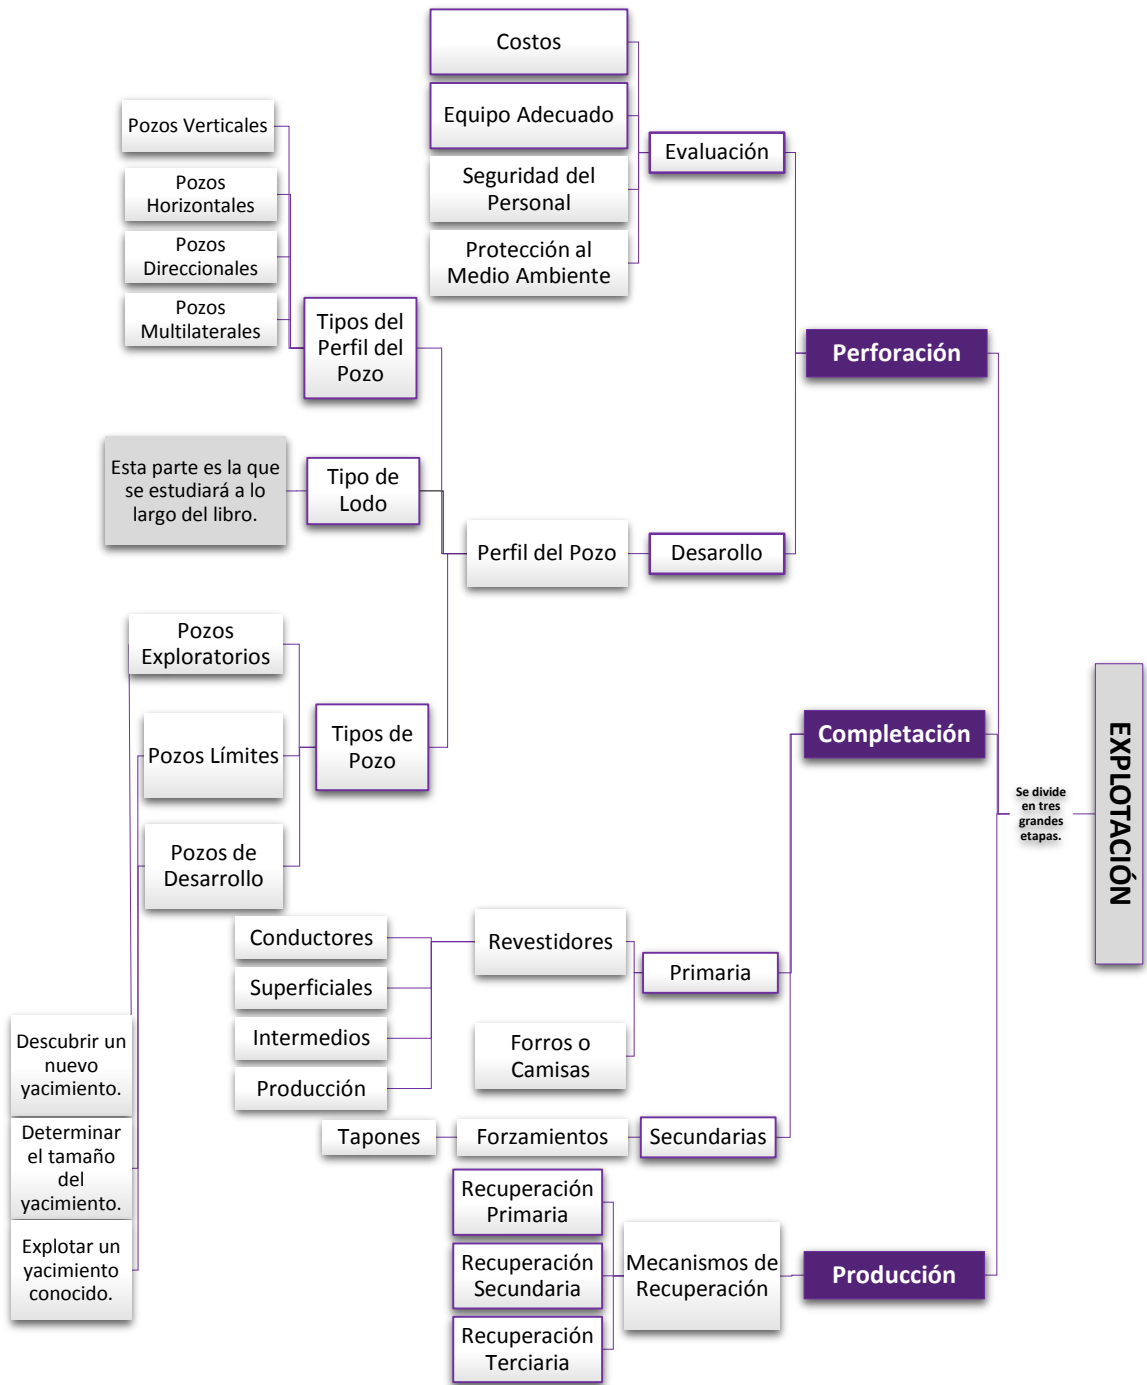 Costos
Equipo Adecuado
Seguridad del
Personal
Protección al
Medio Ambiente
Evaluación
Pozos Verticales
Pozos
Horizontales
Pozos
Direccionales
Pozos
Multilaterales
Tipos del
Perfil del
Pozo
Perforación
Esta parte es la que
se estudiará a lo
largo del libro.
Tipo de
Lodo
Perfil del Pozo
Desarollo
Pozos
Exploratorios
Pozos Límites
Pozos de
Desarrollo
Tipos de
Pozo
Completación
EXPLOTACIÓN
Se divide
en tres
grandes
etapas.
Conductores
Superficiales
Intermedios
Producción
Revestidores
Forros o
Camisas
Primaria
Descubrir un
nuevo
yacimiento.
Determinar
el tamaño
del
yacimiento.
Explotar un
yacimiento
conocido.
Tapones
Forzamientos
Secundarias
Recuperación
Primaria
Recuperación
Secundaria
Recuperación
Terciaria
Mecanismos de
Recuperación
Producción